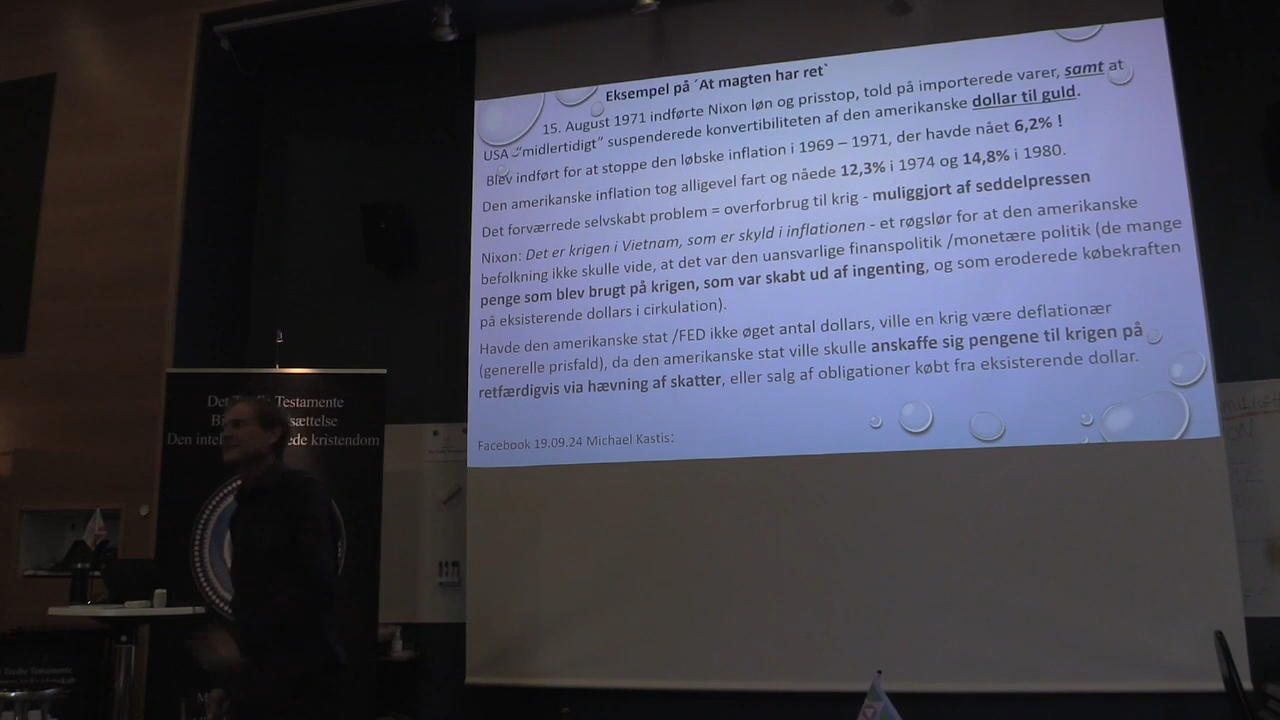 Eksempel på ´At magten har ret`
15. August 1971 indførte Nixon løn og prisstop, told på importerede varer, samt at
USA "midlertidigt" suspenderede konvertibiliteten af den amerikanske dollar til guld.
Blev indført for at stoppe den løbske inflation i 1969 – 1971, der havde nået 6,2% !
Den amerikanske inflation tog alligevel fart og nåede 12,3% i 1974 og 14,8% i 1980.
Det forværrede selvskabt problem = overforbrug til krig - muliggjort af seddelpressen
Nixon: Det er krigen i Vietnam, som er skyld i inflationen - et røgslør for at den amerikanske
befolkning ikke skulle vide, at det var den uansvarlige finanspolitik /monetære politik (de mange
penge som blev brugt på krigen, som var skabt ud af ingenting, og som eroderede købekraften
på eksisterende dollars i cirkulation).
Havde den amerikanske stat /FED ikke øget antal dollars, ville en krig være deflationær
(generelle prisfald), da den amerikanske stat ville skulle anskaffe sig pengene til krigen på
retfærdigvis via hævning af skatter, eller salg af obligationer købt fra eksisterende dollar.
Facebook 19.09.24 Michael Kastis:
Det Testamente
Den kristendom
Testamente